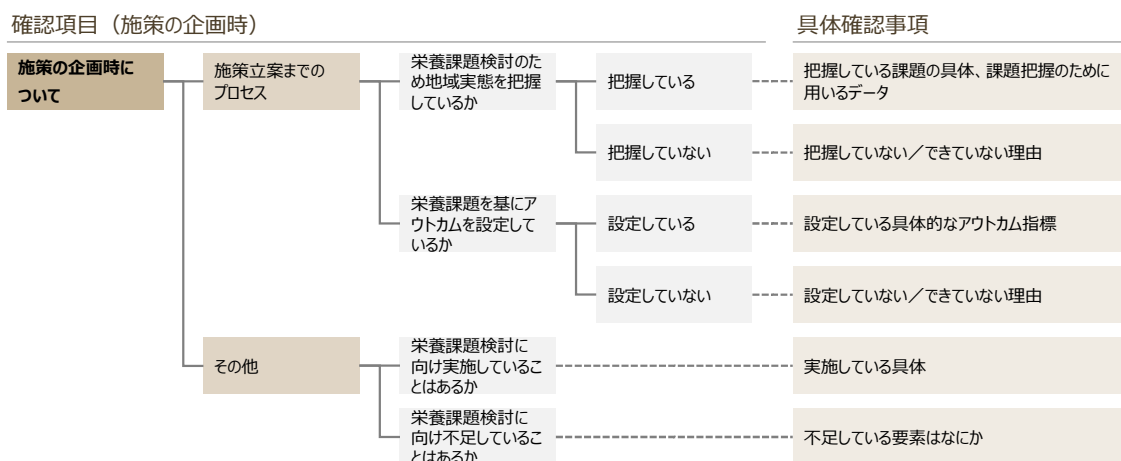 確認項目（施策の企画時）
具体確認事項
施策の企画時に
ついて
施策立案までの
プロセス
栄養課題検討のた
め地域実態を把握
しているか
把握している
把握している課題の具体、課題把握のために
用いるデータ
把握していない
把握していない／できていない理由
栄養課題を基にア
ウトカムを設定して
いるか
設定している
設定している具体的なアウトカム指標
設定していない
設定していない／できていない理由
その他
栄養課題検討に
向け実施しているこ
とはあるか
実施している具体
栄養課題検討に
向け不足しているこ
とはあるか
不足している要素はなにか